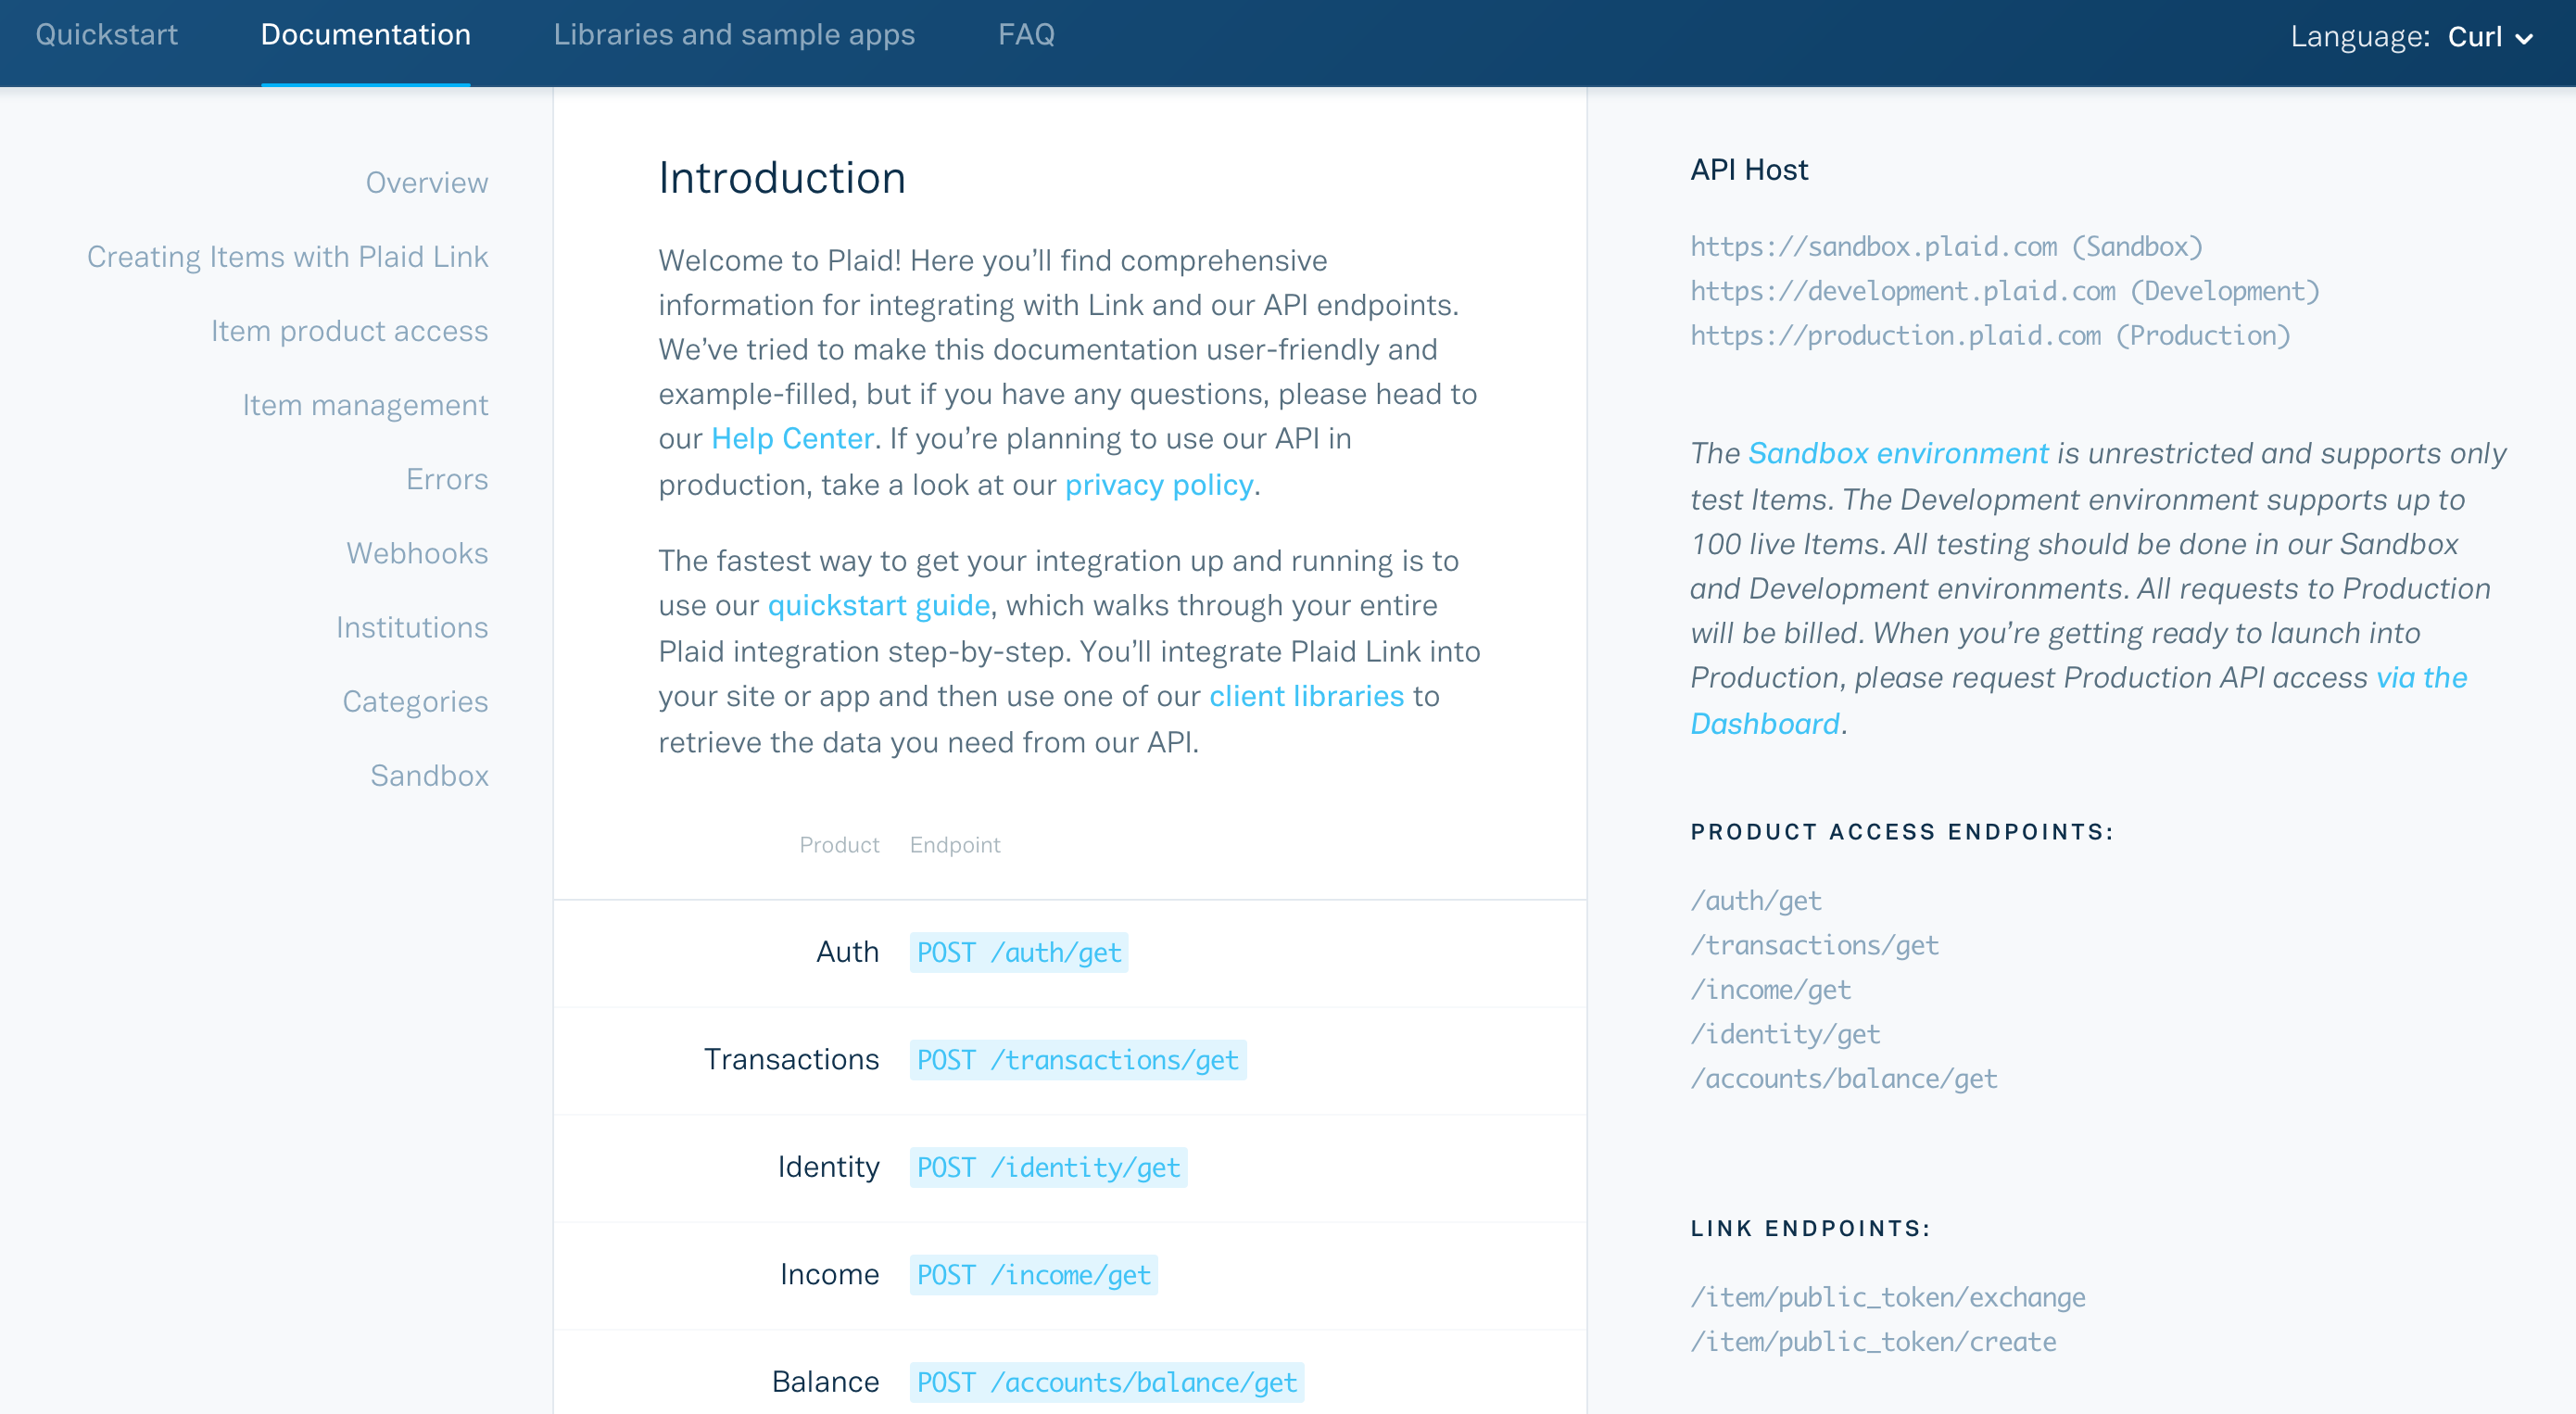 Quickstart
Documentation
Libraries and sample apps
FAQ
Language: Curl
Overview
Creating Items with Plaid Link
Item product access
Item management
Errors
Webhooks
Institutions
Categories
Sandbox
Introduction
Welcome to Plaid! Here you’ll find comprehensive
information for integrating with Link and our API endpoints.
We’ve tried to make this documentation user-friendly and
example-filled, but if you have any questions, please head to
our Help Center. If you’re planning to use our API in
production, take a look at our privacy policy.
The fastest way to get your integration up and running is to
use our quickstart guide, which walks through your entire
Plaid integration step-by-step. You’ll integrate Plaid Link into
your site or app and then use one of our client libraries to
retrieve the data you need from our API.
Product Endpoint
Auth POST /auth/get
Transactions POST /transactions/get
Identity POST /identity/get
Income POST /income/get
Balance POST /accounts/balance/get
API Host
https://sandbox.plaid.com (Sandbox)
https://development.plaid.com (Development)
https://production.plaid.com (Production)
The Sandbox environment is unrestricted and supports only
test Items. The Development environment supports up to
100 live Items. All testing should be done in our Sandbox
and Development environments. All requests to Production
will be billed. When you’re getting ready to launch into
Production, please request Production API access via the
Dashboard.
PRODUCT ACCESS ENDPOINTS:
/auth/get
/transactions/get
/income/get
/identity/get
/accounts/balance/get
LINK ENDPOINTS:
/item/public_token/exchange
/item/public_token/create